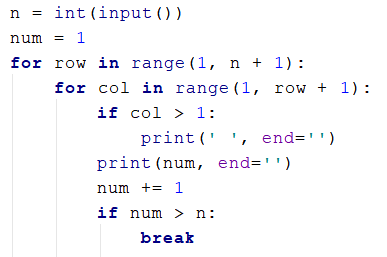 n = int(input())
num = 1
for row in range(1, n + 1):
    for col in range(1, row + 1):
        if col > 1:
            print(' ', end='')
        print(num, end='')
        num += 1
        if num > n:
            break